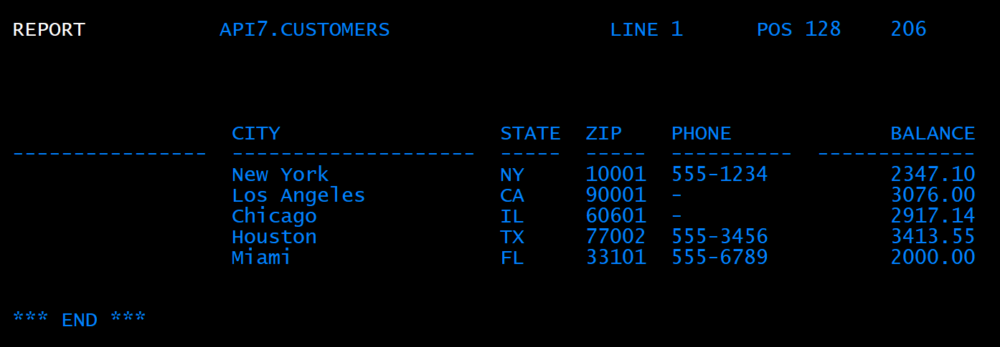 REPORT API7.CUSTOMERS LINE 1 POS 128 206
CITY STATE ZIP PHONE BALANCE
---------------- -------------------- ----- ----- ---------- -------------
New York NY 10001 555-1234 2347.10
Los Angeles CA 90001 - 3076.00
Chicago IL 60601 - 2917.14
Houston TX 77002 555-3456 3413.55
Miami FL 33101 555-6789 2000.00
*** END ***